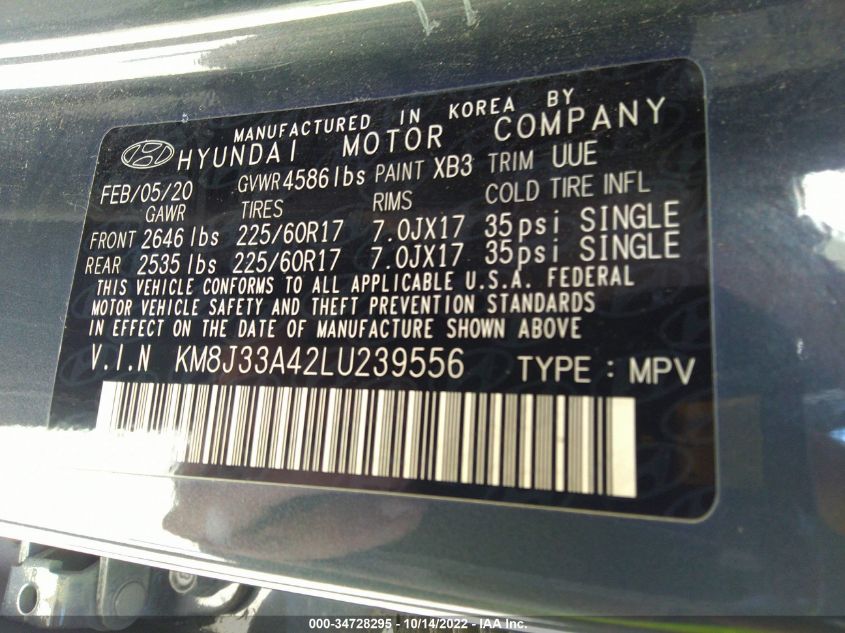 MANUFACTURED IN KOREA BY
HYUNDAI MOTOR COMPANY
FEB/05/20 GVWR 4586 lbs PAINT XB3 TRIM UUE
GAWR TIRES RIMS COLD TIRE INFL
FRONT 2646 lbs 225/60R17 7.0JX17 35psi SINGLE
REAR 2535 lbs 225/60R17 7.0JX17 35psi SINGLE
THIS VEHICLE CONFORMS TO ALL APPLICABLE U.S.A. FEDERAL
MOTOR VEHICLE SAFETY AND THEFT PREVENTION STANDARDS
IN EFFECT ON THE DATE OF MANUFACTURE SHOWN ABOVE
V.I.N KM8J33A42LU239556 TYPE : MPV
000-34728295 - 10/14/2022 - IAA Inc.